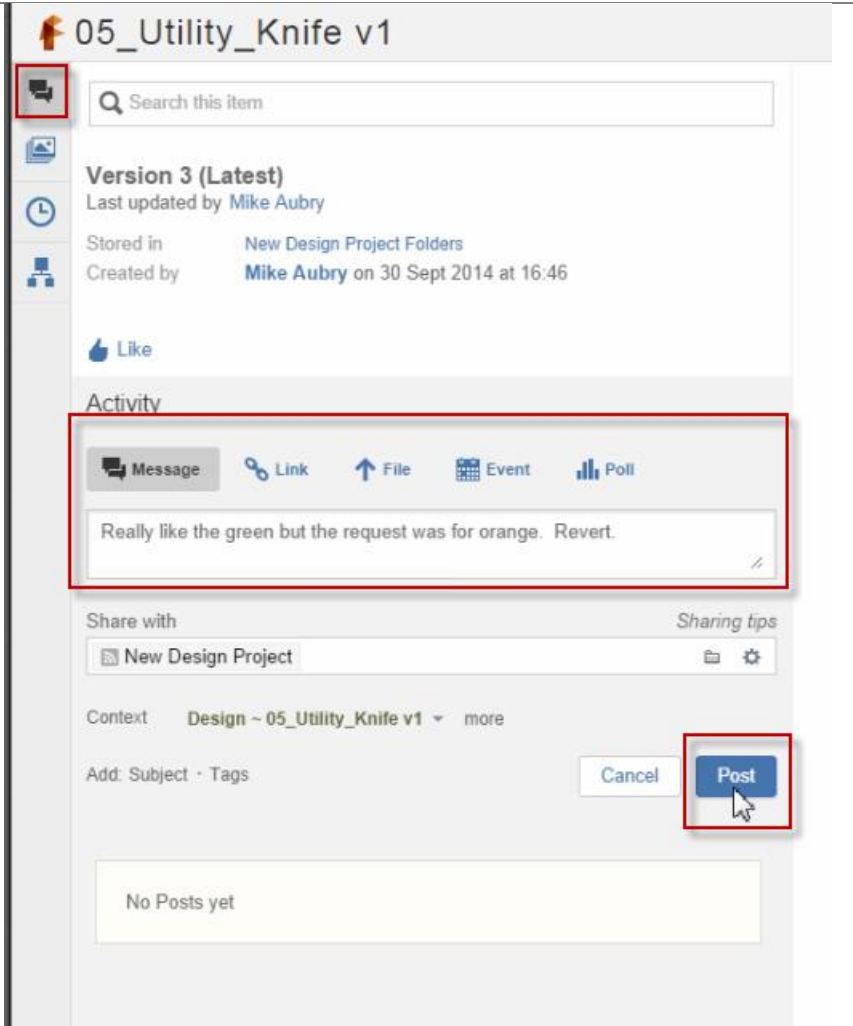 05_Utility_Knife v1
Search this item
Version 3 (Latest)
Last updated by Mike Aubry
Stored in New Design Project Folders
Created by Mike Aubry on 30 Sept 2014 at 16:46
Like
Activity
Message Link File Event Poll
Really like the green but the request was for orange.  Revert.
Share with Sharing tips
New Design Project
Context Design ~ 05_Utility_Knife v1 more
Add: Subject · Tags Cancel Post
No Posts yet